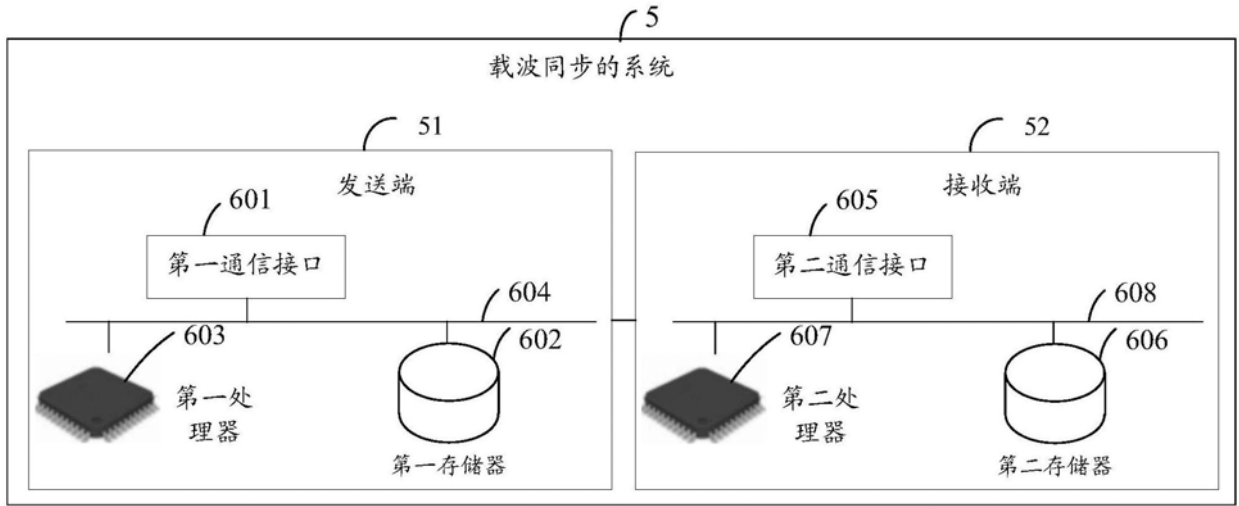 5
载波同步的系统
51
52
发送端
接收端
601
605
第一通信接口
第二通信接口
604
608
603
602
607
606
第一处
理器
第二处
理器
第一存储器
第二存储器